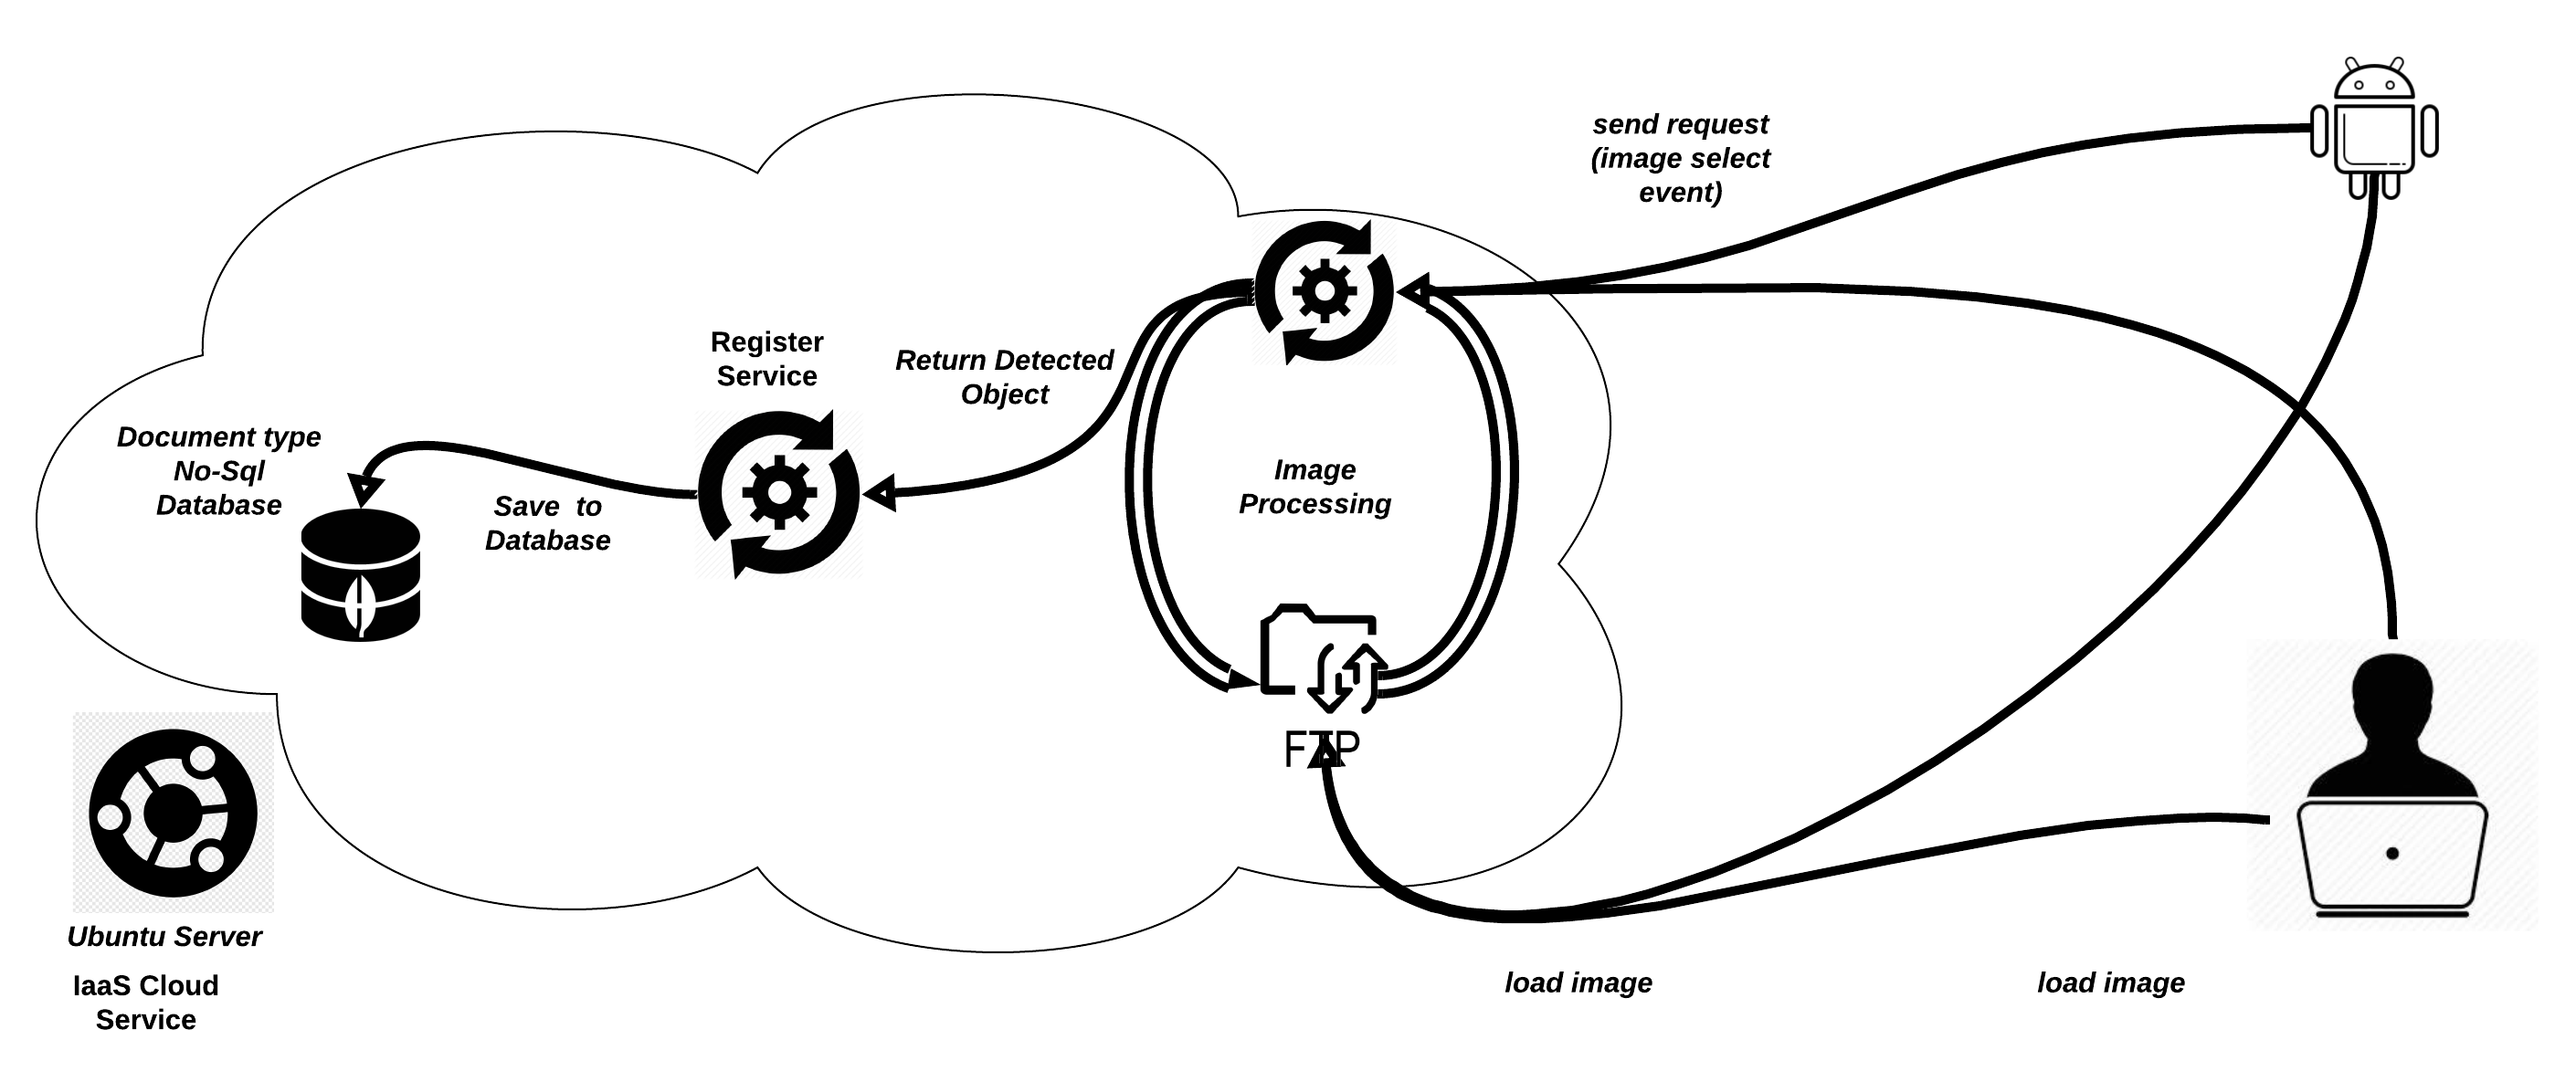 send request
(image select
event)
Register
Service
Return Detected
Object
Document type
No-Sql
Database
Save to
Database
Image
Processing
FTP
Ubuntu Server
IaaS Cloud
Service
load image
load image